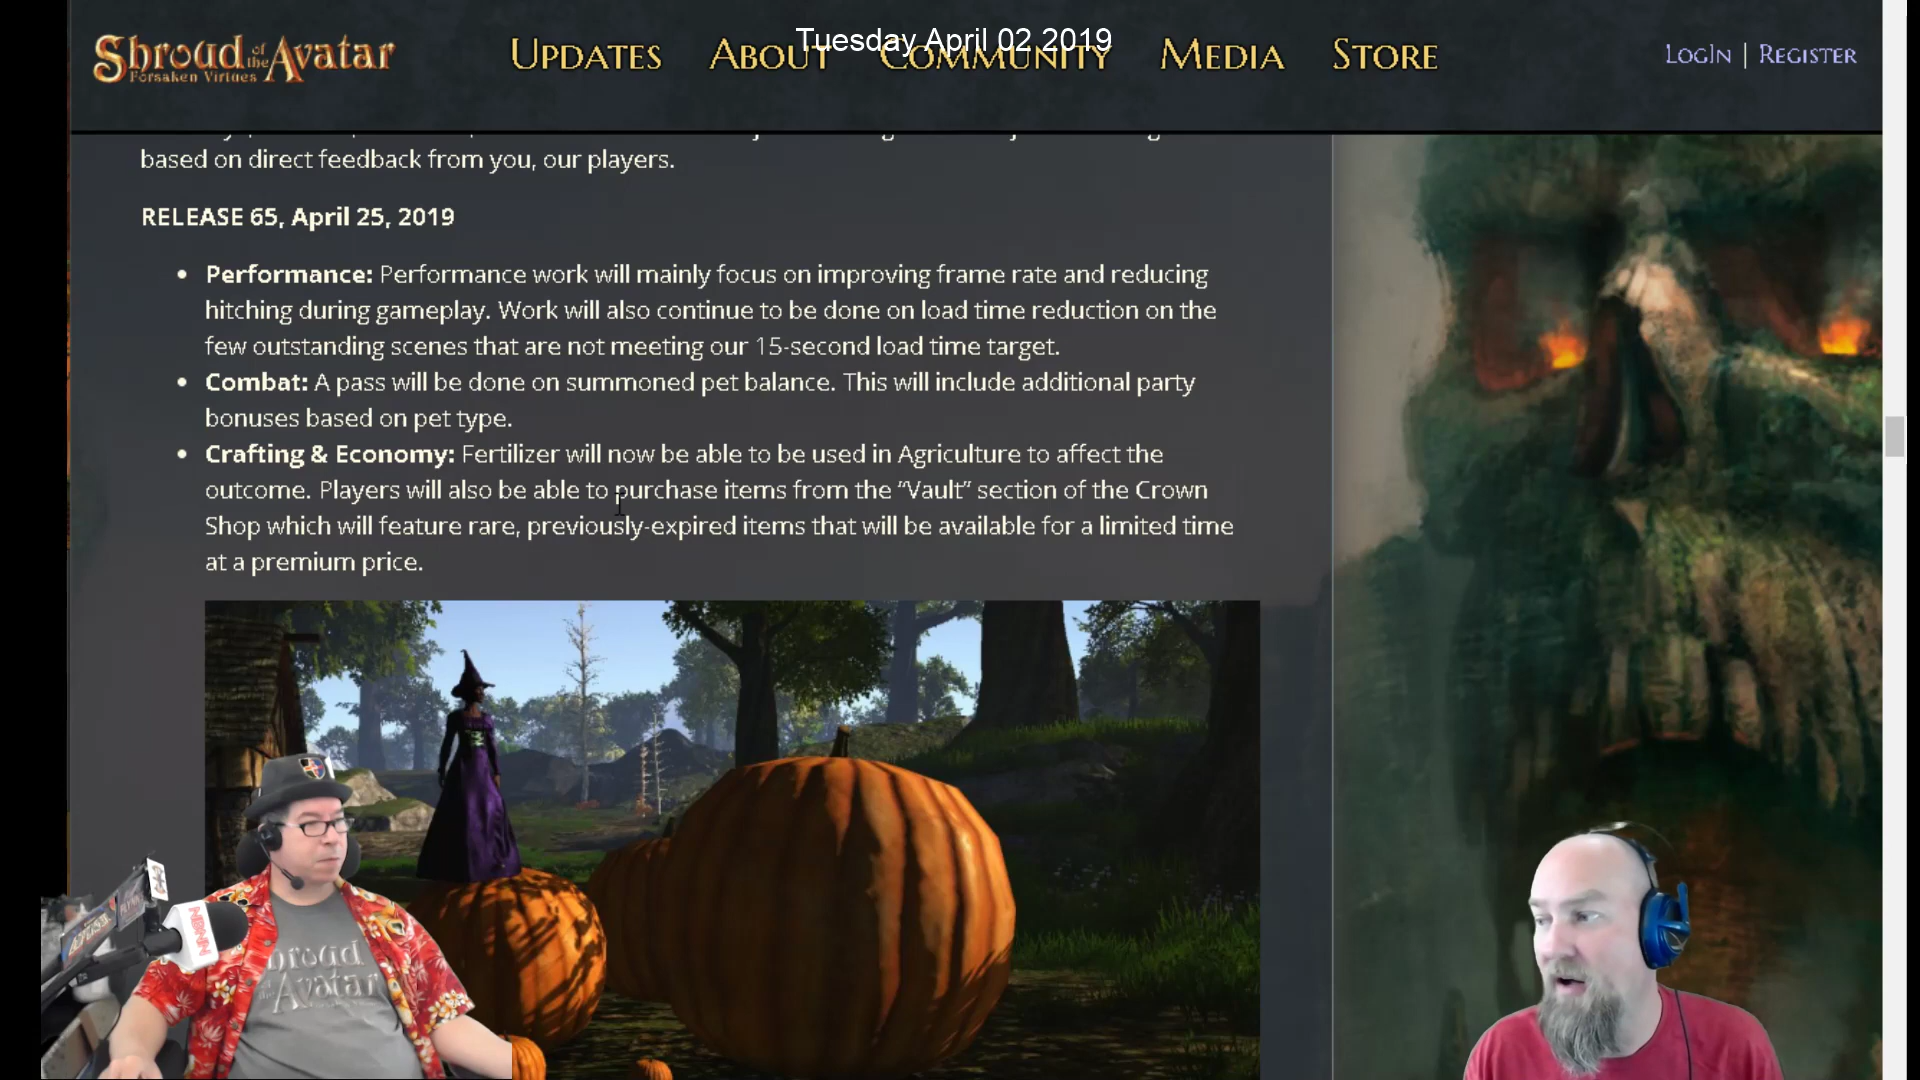 Tuesday April 02 2019
Shroud of the Avatar
Forsaken Virtues
UPDATES ABOUT COMMUNITY MEDIA STORE
LOGIN | REGISTER
based on direct feedback from you, our players.
RELEASE 65, April 25, 2019
• Performance: Performance work will mainly focus on improving frame rate and reducing
hitching during gameplay. Work will also continue to be done on load time reduction on the
few outstanding scenes that are not meeting our 15-second load time target.
• Combat: A pass will be done on summoned pet balance. This will include additional party
bonuses based on pet type.
• Crafting & Economy: Fertilizer will now be able to be used in Agriculture to affect the
outcome. Players will also be able to purchase items from the “Vault” section of the Crown
Shop which will feature rare, previously-expired items that will be available for a limited time
at a premium price.
NBNN
Shroud
of the
Avatar